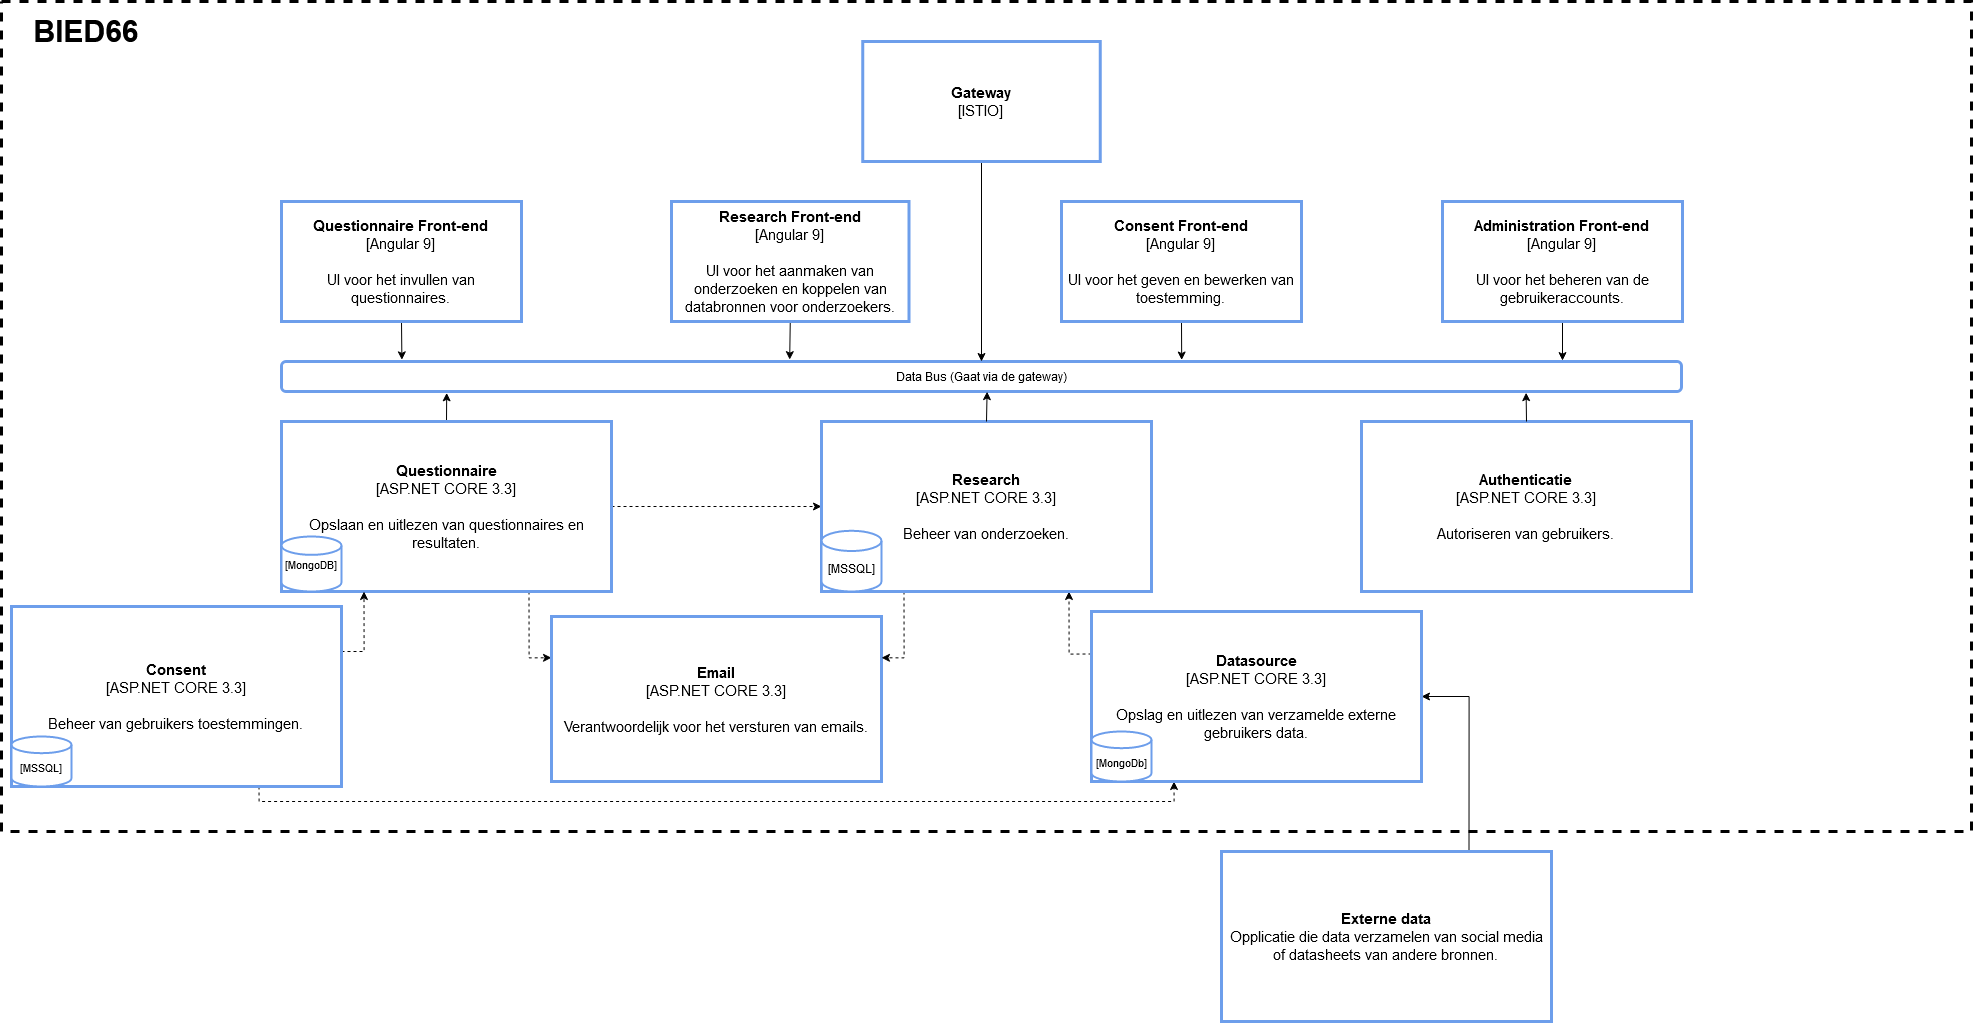 BIED66
Gateway
[ISTIO]
Questionnaire Front-end
[Angular 9]
UI voor het invullen van
questionnaires.
Research Front-end
[Angular 9]
UI voor het aanmaken van
onderzoeken en koppelen van
databronnen voor onderzoekers.
Consent Front-end
[Angular 9]
UI voor het geven en bewerken van
toestemming.
Administration Front-end
[Angular 9]
UI voor het beheren van de
gebruikeraccounts.
Data Bus (Gaat via de gateway)
Questionnaire
[ASP.NET CORE 3.3]
Opslaan en uitlezen van questionnaires en
resultaten.
[MongoDB]
Research
[ASP.NET CORE 3.3]
Beheer van onderzoeken.
[MSSQL]
Authenticatie
[ASP.NET CORE 3.3]
Autoriseren van gebruikers.
Consent
[ASP.NET CORE 3.3]
Beheer van gebruikers toestemmingen.
[MSSQL]
Email
[ASP.NET CORE 3.3]
Verantwoordelijk voor het versturen van emails.
Datasource
[ASP.NET CORE 3.3]
Opslag en uitlezen van verzamelde externe
gebruikers data.
[MongoDb]
Externe data
Opplicatie die data verzamelen van social media
of datasheets van andere bronnen.